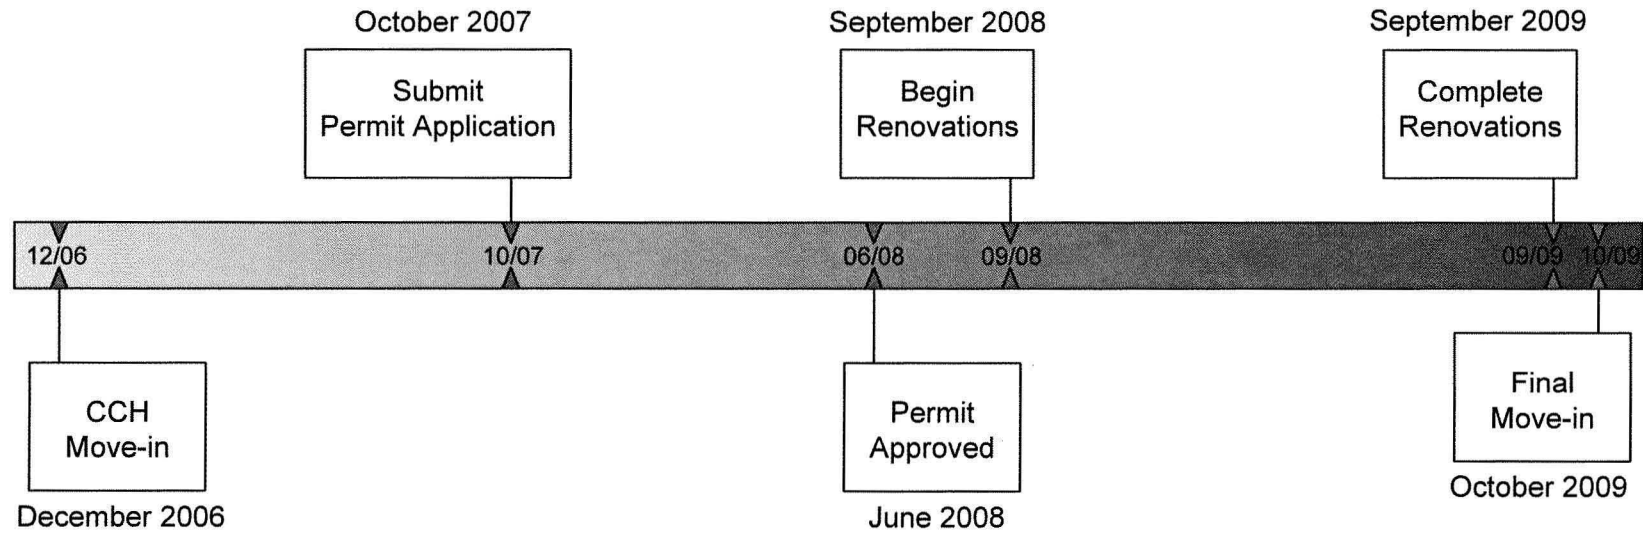 October 2007
September 2008
September 2009
Submit
Permit Application
Begin
Renovations
Complete
Renovations
12/06
10/07
06/08
09/08
09/09
10/09
CCH
Move-in
Permit
Approved
Final
Move-in
December 2006
June 2008
October 2009